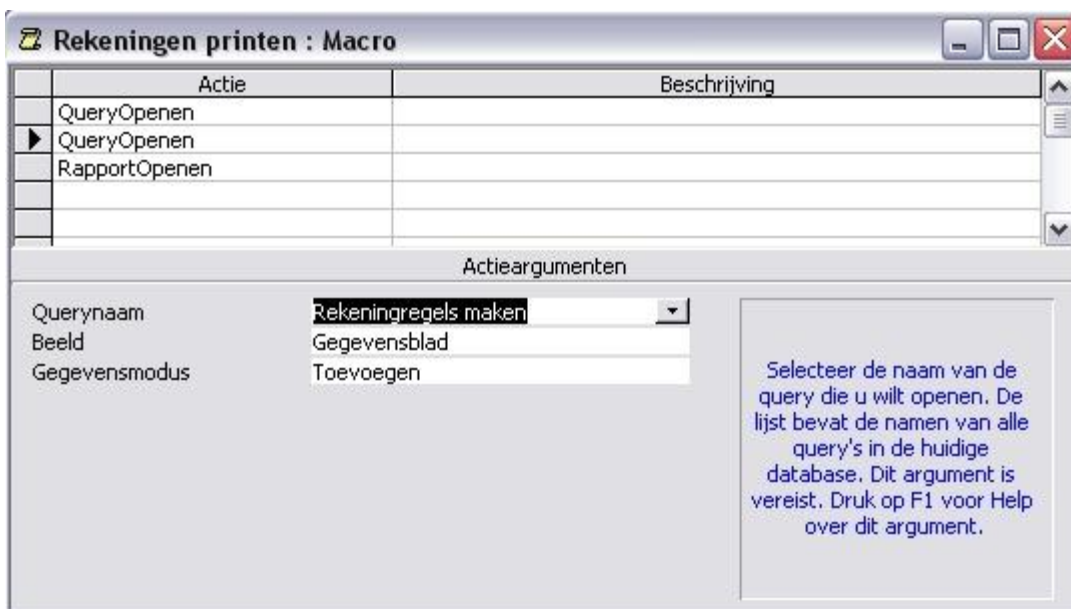 Rekeningen printen : Macro
Actie Beschrijving
QueryOpenen
QueryOpenen
RapportOpenen
Actieargumenten
Querynaam Rekeningregels maken
Beeld Gegevensblad
Gegevensmodus Toevoegen
Selecteer de naam van de
query die u wilt openen. De
lijst bevat de namen van alle
query's in de huidige
database. Dit argument is
vereist. Druk op F1 voor Help
over dit argument.